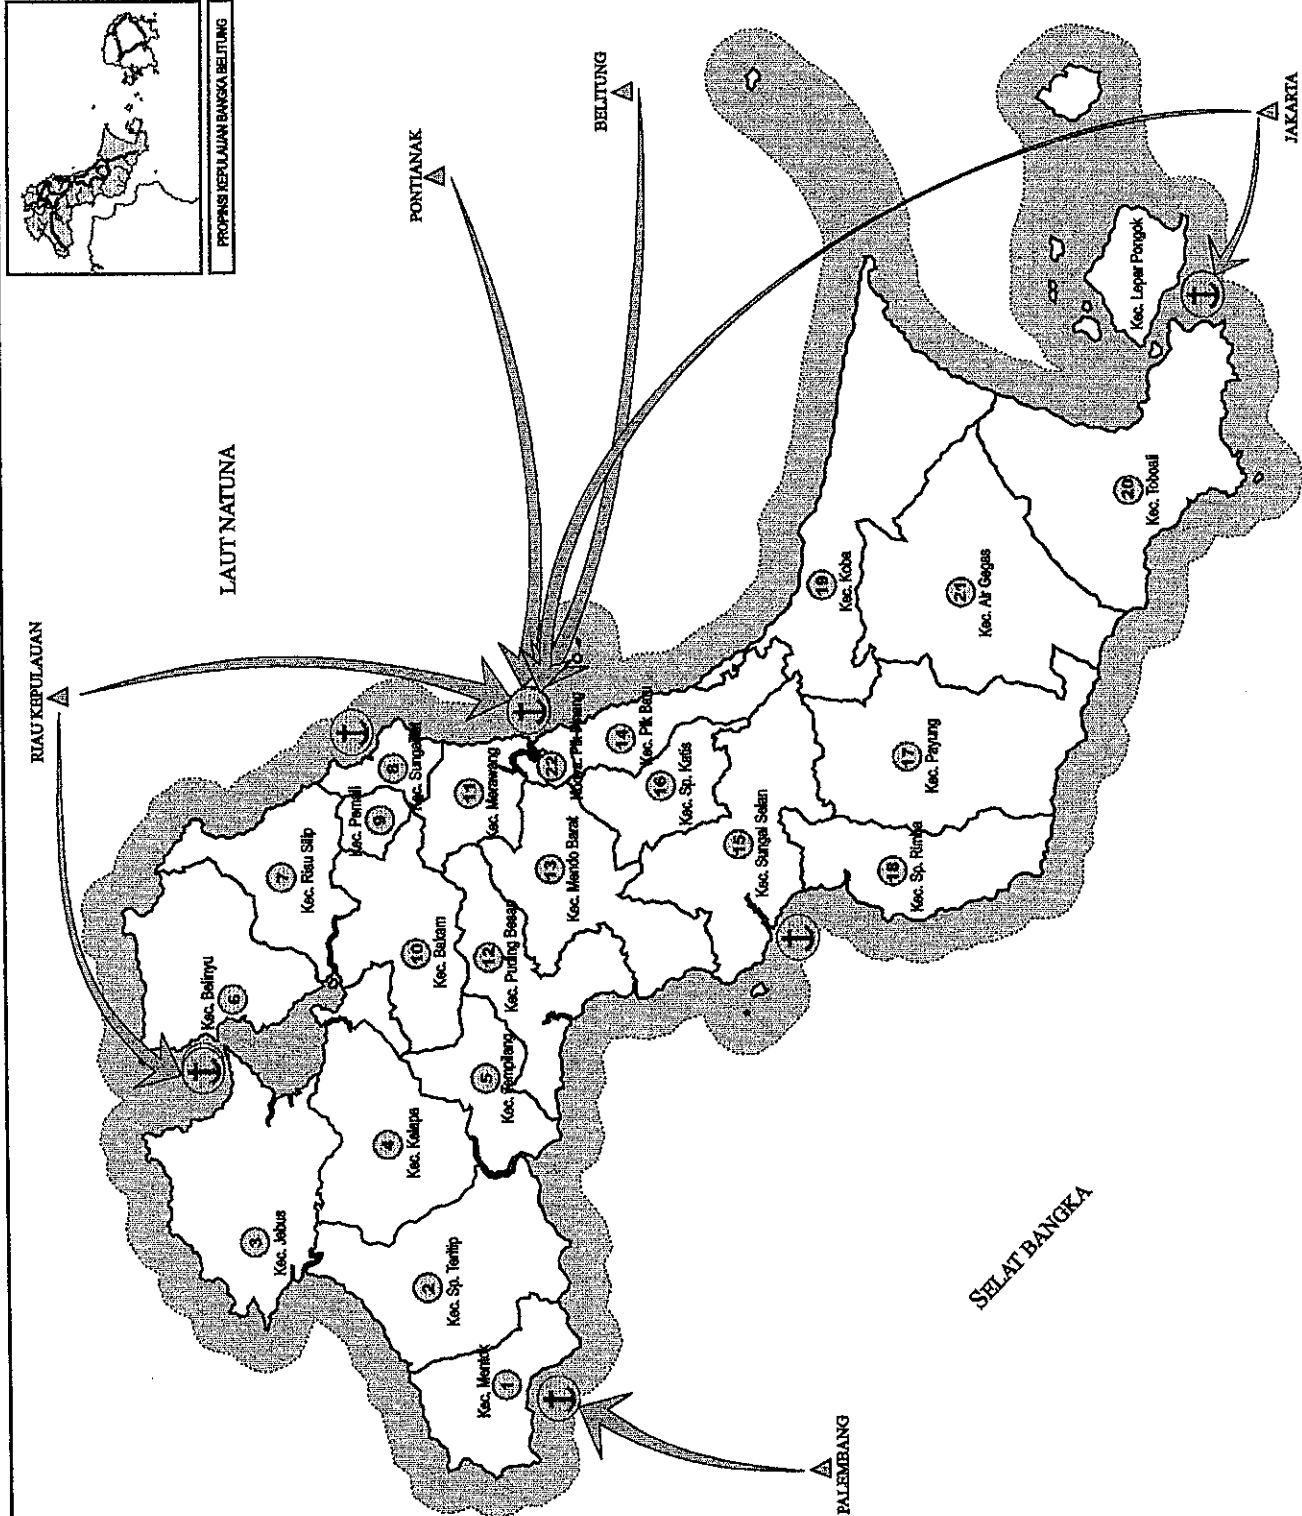 PROPINSI KEPULAUAN BANGKA BELITUNG
RIAU KEPULAUAN
LAUT NATUNA
PONTIANAK
BELITUNG
JAKARTA
PALEMBANG
SELAT BANGKA
Kec. Mentok
1
2
Kec. Sp. Teritip
3
Kec. Jebus
4
Kec. Kelapa
5
Kec. Tempilang
Kec. Belinyu
6
7
Kec. Riau Silip
8
Kec. Sungailiat
Kec. Pemali
9
10
Kec. Bakam
11
Kec. Merawang
12
Kec. Puding Besar
13
Kec. Mendo Barat
14
Kec. Plk Baru
15
Kec. Sungai Selan
16
Kec. Sp. Katis
17
Kec. Payung
18
Kec. Sp. Rimba
19
Kec. Koba
20
Kec. Toboali
21
Kec. Air Gegas
22
Kec. Lepar Pongok